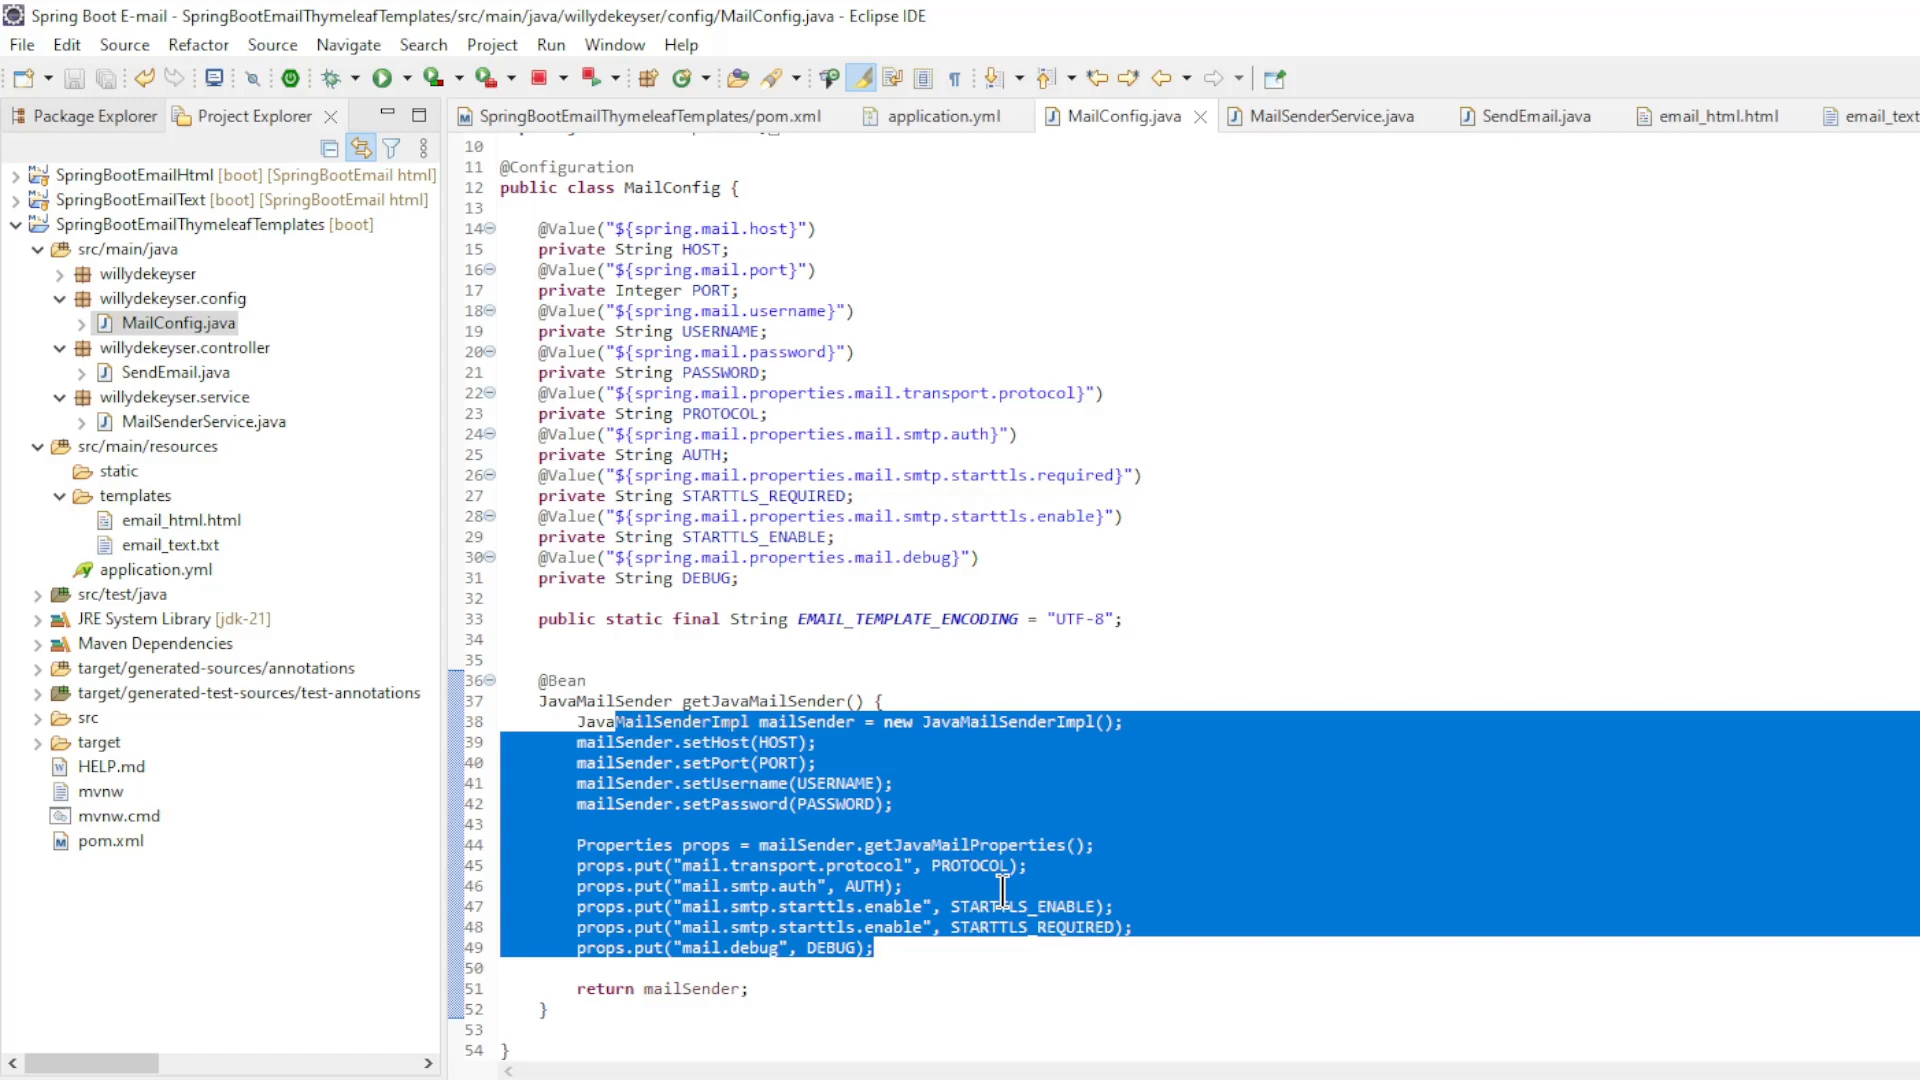 Spring Boot E-mail - SpringBootEmailThymeleafTemplates/src/main/java/willydekeyser/config/MailConfig.java - Eclipse IDE
File Edit Source Refactor Source Navigate Search Project Run Window Help
Package Explorer Project Explorer
SpringBootEmailThymeleafTemplates/pom.xml application.yml MailConfig.java MailSenderService.java SendEmail.java email_html.html email_text
SpringBootEmailHtml [boot] [SpringBootEmail html]
SpringBootEmailText [boot] [SpringBootEmail html]
SpringBootEmailThymeleafTemplates [boot]
src/main/java
willydekeyser
willydekeyser.config
MailConfig.java
willydekeyser.controller
SendEmail.java
willydekeyser.service
MailSenderService.java
src/main/resources
static
templates
email_html.html
email_text.txt
application.yml
src/test/java
JRE System Library [jdk-21]
Maven Dependencies
target/generated-sources/annotations
target/generated-test-sources/test-annotations
src
target
HELP.md
mvnw
mvnw.cmd
pom.xml
10
11 @Configuration
12 public class MailConfig {
13
14 @Value("${spring.mail.host}")
15 private String HOST;
16 @Value("${spring.mail.port}")
17 private Integer PORT;
18 @Value("${spring.mail.username}")
19 private String USERNAME;
20 @Value("${spring.mail.password}")
21 private String PASSWORD;
22 @Value("${spring.mail.properties.mail.transport.protocol}")
23 private String PROTOCOL;
24 @Value("${spring.mail.properties.mail.smtp.auth}")
25 private String AUTH;
26 @Value("${spring.mail.properties.mail.smtp.starttls.required}")
27 private String STARTTLS_REQUIRED;
28 @Value("${spring.mail.properties.mail.smtp.starttls.enable}")
29 private String STARTTLS_ENABLE;
30 @Value("${spring.mail.properties.mail.debug}")
31 private String DEBUG;
32
33 public static final String EMAIL_TEMPLATE_ENCODING = "UTF-8";
34
35
36 @Bean
37 JavaMailSender getJavaMailSender() {
38 JavaMailSenderImpl mailSender = new JavaMailSenderImpl();
39 mailSender.setHost(HOST);
40 mailSender.setPort(PORT);
41 mailSender.setUsername(USERNAME);
42 mailSender.setPassword(PASSWORD);
43
44 Properties props = mailSender.getJavaMailProperties();
45 props.put("mail.transport.protocol", PROTOCOL);
46 props.put("mail.smtp.auth", AUTH);
47 props.put("mail.smtp.starttls.enable", STARTTLS_ENABLE);
48 props.put("mail.smtp.starttls.enable", STARTTLS_REQUIRED);
49 props.put("mail.debug", DEBUG);
50
51 return mailSender;
52 }
53
54 }